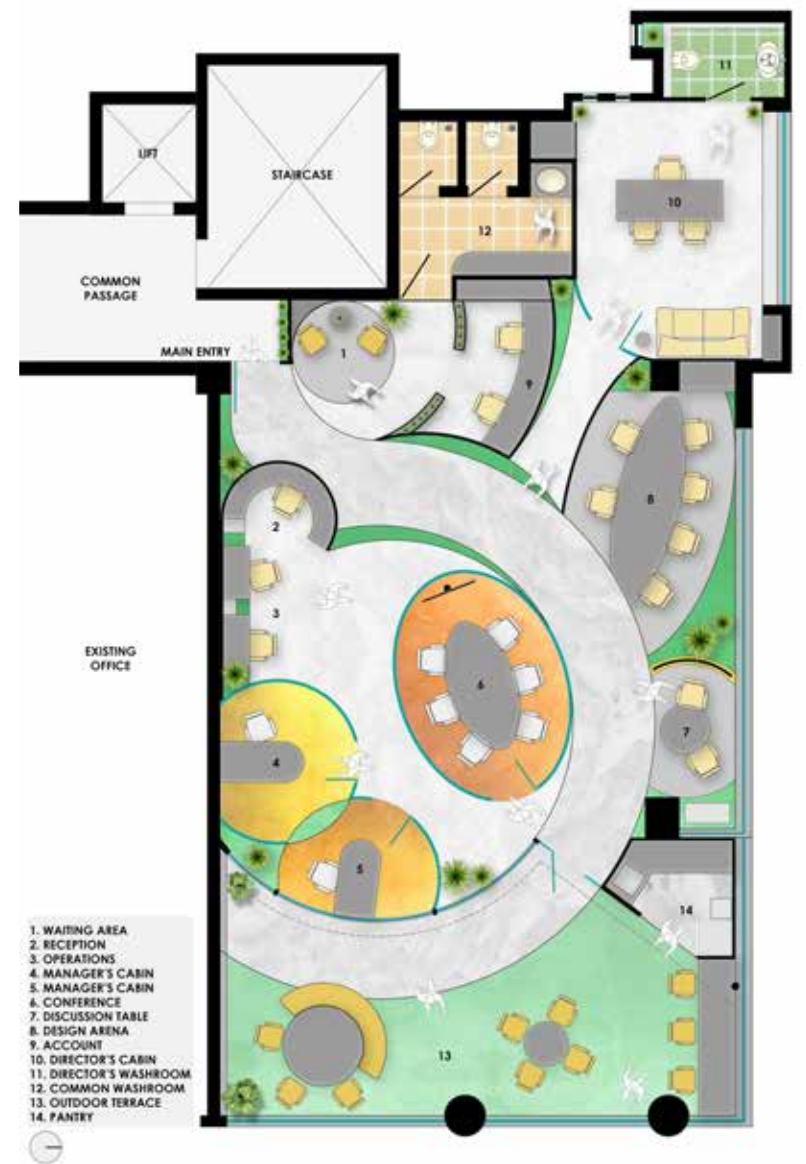 11
LIFT
STAIRCASE
10
12
COMMON
PASSAGE
MAIN ENTRY
1
9
8
2
3
EXISTING
OFFICE
6
7
4
5
14
13
1. WAITING AREA
2. RECEPTION
3. OPERATIONS
4. MANAGER'S CABIN
5. MANAGER'S CABIN
6. CONFERENCE
7. DISCUSSION TABLE
8. DESIGN ARENA
9. ACCOUNT
10. DIRECTOR'S CABIN
11. DIRECTOR'S WASHROOM
12. COMMON WASHROOM
13. OUTDOOR TERRACE
14. PANTRY